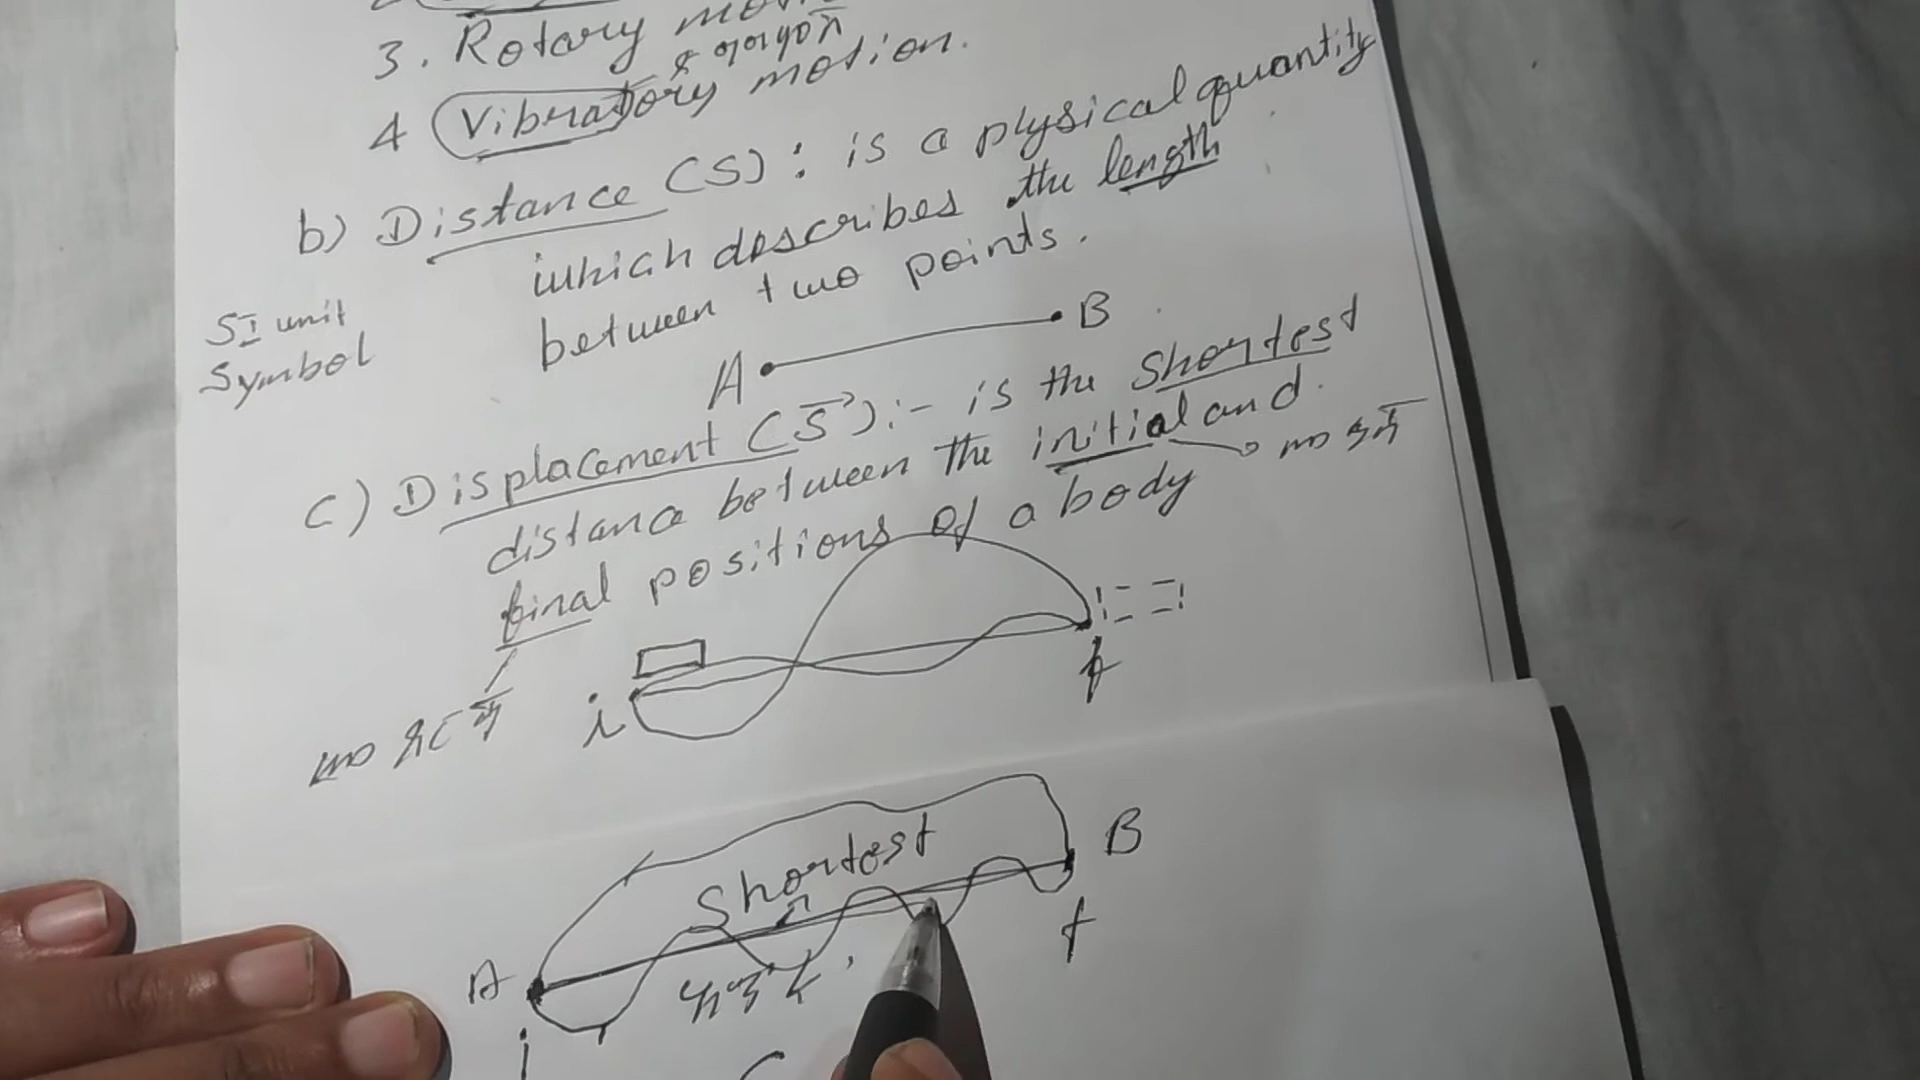 3. Rotary
4 Vibratory motion.
b) Distance (S): is a plysical quantity
which describes the length
between two points.
SI unit
Symbol
A B
c) Displacement (S⃗):- is the Shortest
distance between the initial and
final positions of a body
i f
Shortest
A B
i f